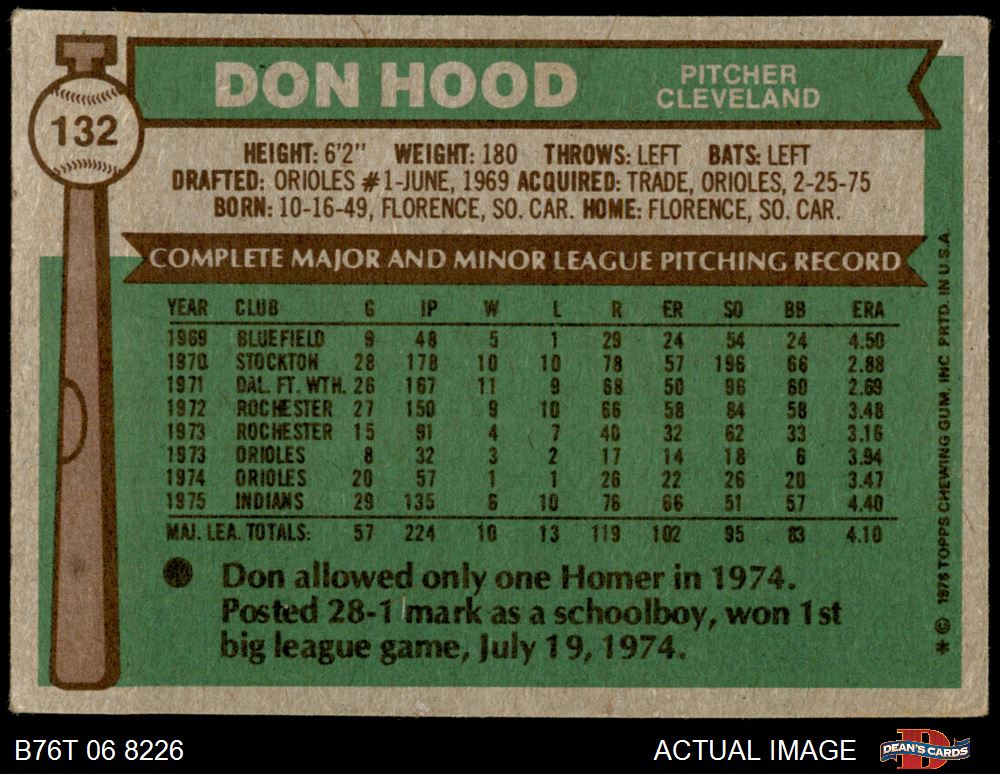 132
DON HOOD
PITCHER
CLEVELAND
HEIGHT: 6'2" WEIGHT: 180 THROWS: LEFT BATS: LEFT
DRAFTED: ORIOLES #1-JUNE, 1969 ACQUIRED: TRADE, ORIOLES, 2-25-75
BORN: 10-16-49, FLORENCE, SO. CAR. HOME: FLORENCE, SO. CAR.
COMPLETE MAJOR AND MINOR LEAGUE PITCHING RECORD
YEAR CLUB G IP W L R ER SO BB ERA
1969 BLUEFIELD 9 48 5 1 29 24 54 24 4.50
1970 STOCKTON 28 178 10 10 78 57 196 66 2.88
1971 DAL. FT. WTH. 26 167 11 9 68 50 96 60 2.69
1972 ROCHESTER 27 150 9 10 66 58 84 58 3.48
1973 ROCHESTER 15 91 4 7 40 32 62 33 3.16
1973 ORIOLES 8 32 3 2 17 14 18 6 3.94
1974 ORIOLES 20 57 1 1 26 22 26 20 3.47
1975 INDIANS 29 135 6 10 76 66 51 57 4.40
MAJ. LEA. TOTALS: 57 224 10 13 119 102 95 83 4.10
Don allowed only one Homer in 1974.
Posted 28-1 mark as a schoolboy, won 1st
big league game, July 19, 1974.
* © 1976 TOPPS CHEWING GUM, INC PRTD. IN U.S.A.
B76T 06 8226
ACTUAL IMAGE
DEAN'S CARDS